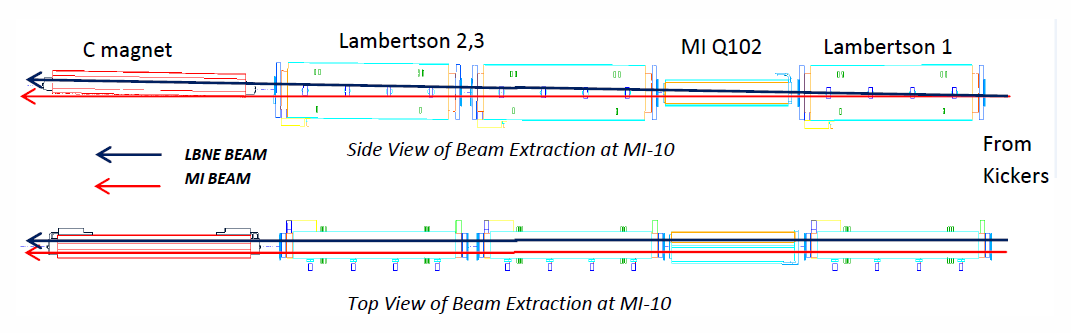 C magnet
Lambertson 2,3
MI Q102
Lambertson 1
Side View of Beam Extraction at MI-10
From
Kickers
LBNE BEAM
MI BEAM
Top View of Beam Extraction at MI-10